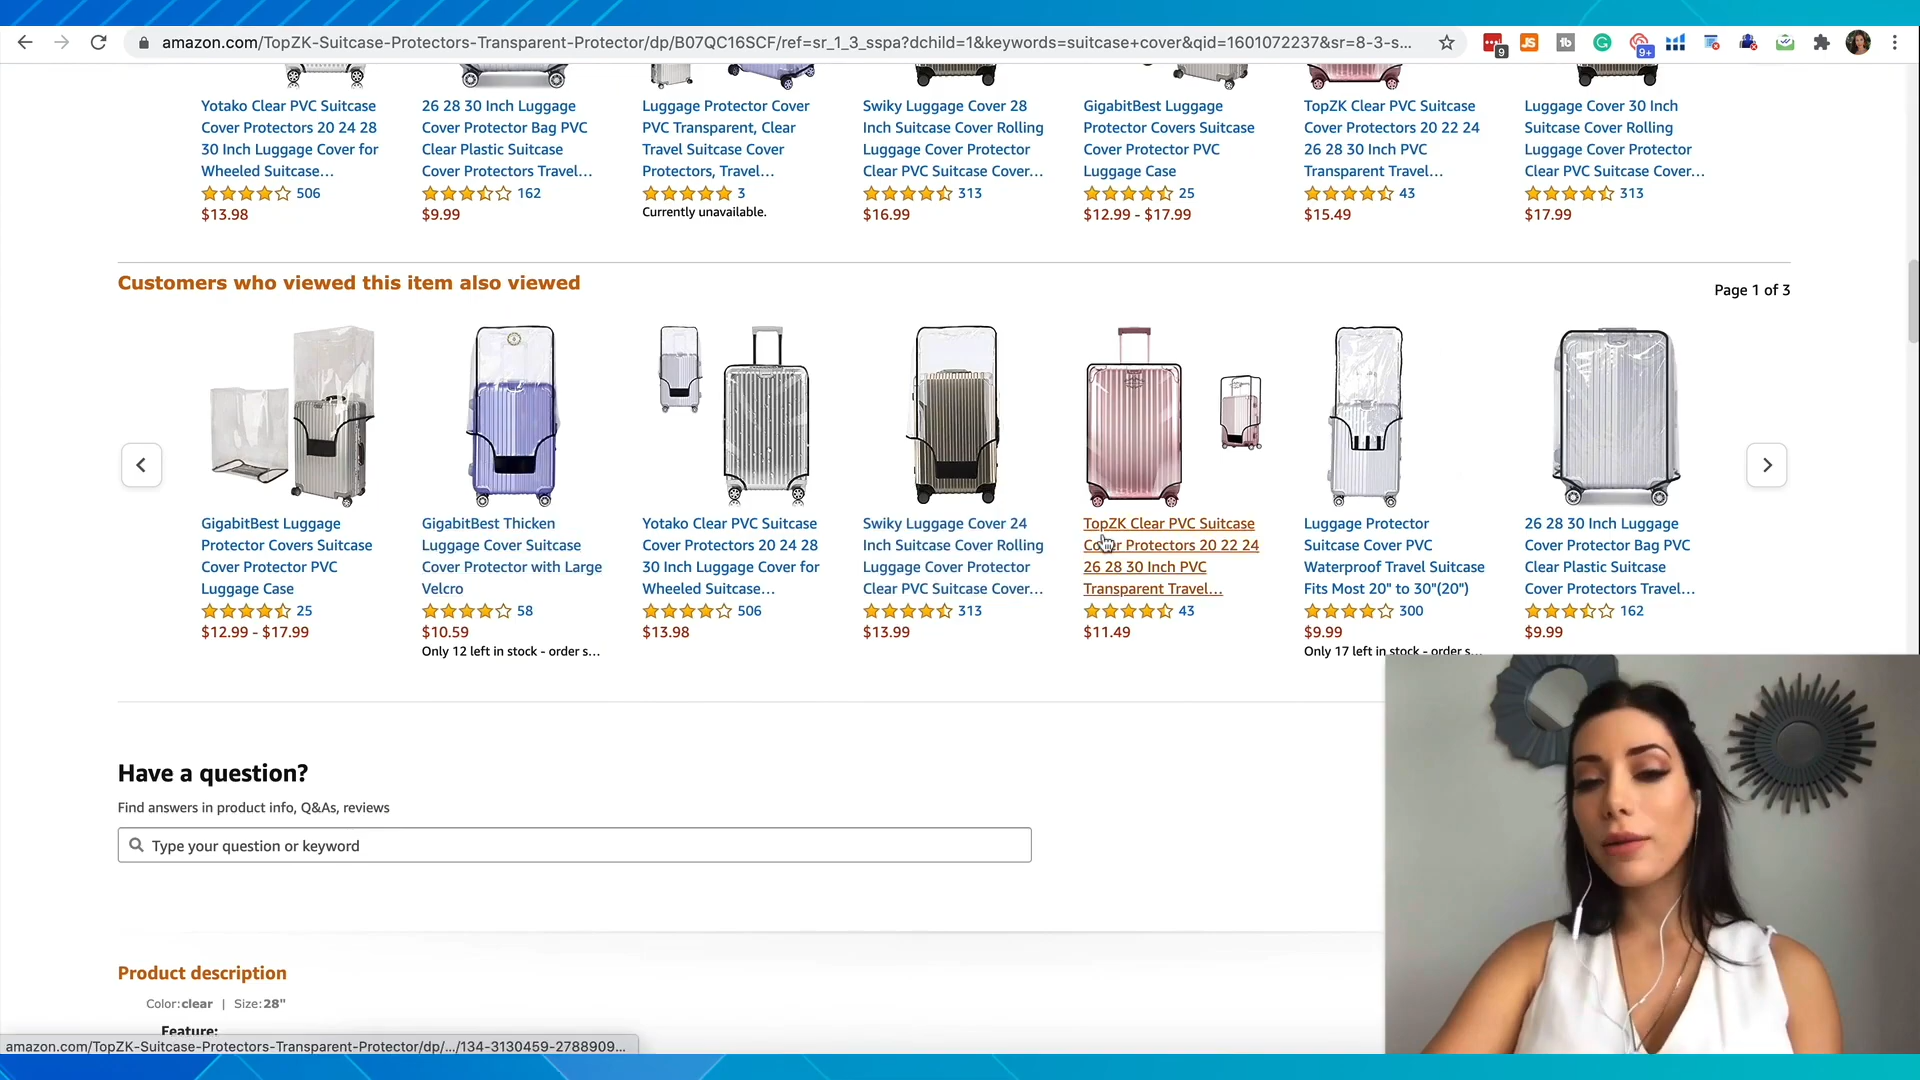 amazon.com/TopZK-Suitcase-Protectors-Transparent-Protector/dp/B07QC16SCF/ref=sr_1_3_sspa?dchild=1&keywords=suitcase+cover&qid=1601072237&sr=8-3-s...
9
JS
1b
9+
Yotako Clear PVC Suitcase
Cover Protectors 20 24 28
30 Inch Luggage Cover for
Wheeled Suitcase...
506
$13.98
26 28 30 Inch Luggage
Cover Protector Bag PVC
Clear Plastic Suitcase
Cover Protectors Travel...
162
$9.99
Luggage Protector Cover
PVC Transparent, Clear
Travel Suitcase Cover
Protectors, Travel...
3
Currently unavailable.
Swiky Luggage Cover 28
Inch Suitcase Cover Rolling
Luggage Cover Protector
Clear PVC Suitcase Cover...
313
$16.99
GigabitBest Luggage
Protector Covers Suitcase
Cover Protector PVC
Luggage Case
25
$12.99 - $17.99
TopZK Clear PVC Suitcase
Cover Protectors 20 22 24
26 28 30 Inch PVC
Transparent Travel...
43
$15.49
Luggage Cover 30 Inch
Suitcase Cover Rolling
Luggage Cover Protector
Clear PVC Suitcase Cover...
313
$17.99
Customers who viewed this item also viewed
Page 1 of 3
GigabitBest Luggage
Protector Covers Suitcase
Cover Protector PVC
Luggage Case
25
$12.99 - $17.99
GigabitBest Thicken
Luggage Cover Suitcase
Cover Protector with Large
Velcro
58
$10.59
Only 12 left in stock - order s...
Yotako Clear PVC Suitcase
Cover Protectors 20 24 28
30 Inch Luggage Cover for
Wheeled Suitcase...
506
$13.98
Swiky Luggage Cover 24
Inch Suitcase Cover Rolling
Luggage Cover Protector
Clear PVC Suitcase Cover...
313
$13.99
TopZK Clear PVC Suitcase
Cover Protectors 20 22 24
26 28 30 Inch PVC
Transparent Travel...
43
$11.49
Luggage Protector
Suitcase Cover PVC
Waterproof Travel Suitcase
Fits Most 20" to 30"(20")
300
$9.99
Only 17 left in stock - order s...
26 28 30 Inch Luggage
Cover Protector Bag PVC
Clear Plastic Suitcase
Cover Protectors Travel...
162
$9.99
Have a question?
Find answers in product info, Q&As, reviews
Type your question or keyword
Product description
Color:clear | Size:28"
Feature:
amazon.com/TopZK-Suitcase-Protectors-Transparent-Protector/dp/.../134-3130459-2788909...